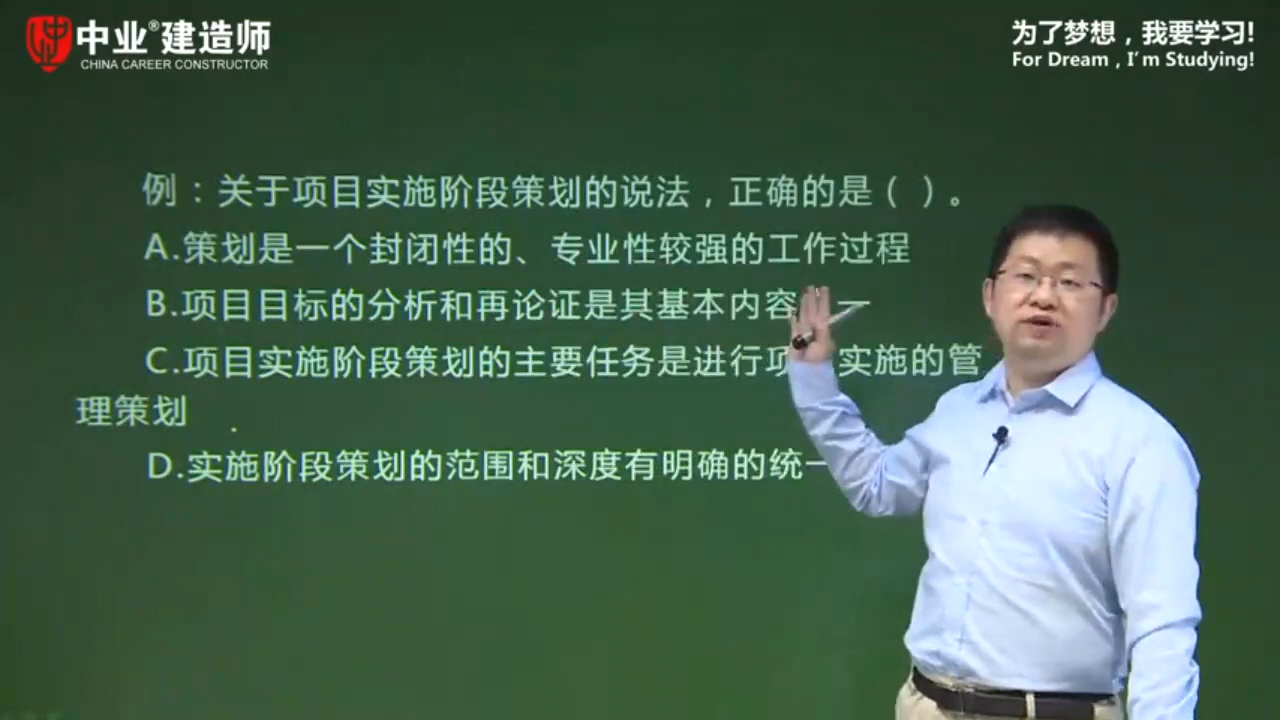 中业®建造师
CHINA CAREER CONSTRUCTOR
为了梦想，我要学习!
For Dream , I'm Studying!
例：关于项目实施阶段策划的说法，正确的是（ ）。
A.策划是一个封闭性的、专业性较强的工作过程
B.项目目标的分析和再论证是其基本内容 一
C.项目实施阶段策划的主要任务是进行项 实施的管
理策划
D.实施阶段策划的范围和深度有明确的统一